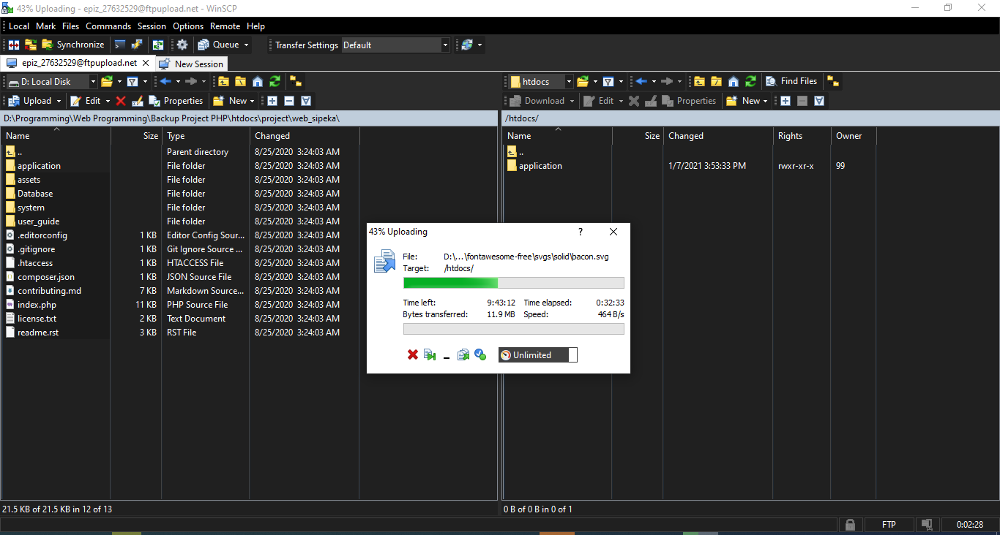 43% Uploading - epiz_27632529@ftpupload.net - WinSCP
Local Mark Files Commands Session Options Remote Help
Synchronize Queue Transfer Settings Default
epiz_27632529@ftpupload.net New Session
D: Local Disk
Upload Edit Properties New
D:\Programming\Web Programming\Backup Project PHP\htdocs\project\web_sipeka\
Name Size Type Changed
.. Parent directory 8/25/2020 3:24:03 AM
application File folder 8/25/2020 3:24:03 AM
assets File folder 8/25/2020 3:24:03 AM
Database File folder 8/25/2020 3:24:03 AM
system File folder 8/25/2020 3:24:03 AM
user_guide File folder 8/25/2020 3:24:03 AM
.editorconfig 1 KB Editor Config Sour... 8/25/2020 3:24:03 AM
.gitignore 1 KB Git Ignore Source ... 8/25/2020 3:24:03 AM
.htaccess 1 KB HTACCESS File 8/25/2020 3:24:03 AM
composer.json 1 KB JSON Source File 8/25/2020 3:24:03 AM
contributing.md 7 KB Markdown Source... 8/25/2020 3:24:03 AM
index.php 11 KB PHP Source File 8/25/2020 3:24:03 AM
license.txt 2 KB Text Document 8/25/2020 3:24:03 AM
readme.rst 3 KB RST File 8/25/2020 3:24:03 AM
21.5 KB of 21.5 KB in 12 of 13
htdocs Find Files
Download Edit Properties New
/htdocs/
Name Size Changed Rights Owner
..
application 1/7/2021 3:53:33 PM rwxr-xr-x 99
0 B of 0 B in 0 of 1
43% Uploading ?
File: D:\...\fontawesome-free\svgs\solid\bacon.svg
Target: /htdocs/
Time left: 9:43:12 Time elapsed: 0:32:33
Bytes transferred: 11.9 MB Speed: 464 B/s
Unlimited
FTP 0:02:28